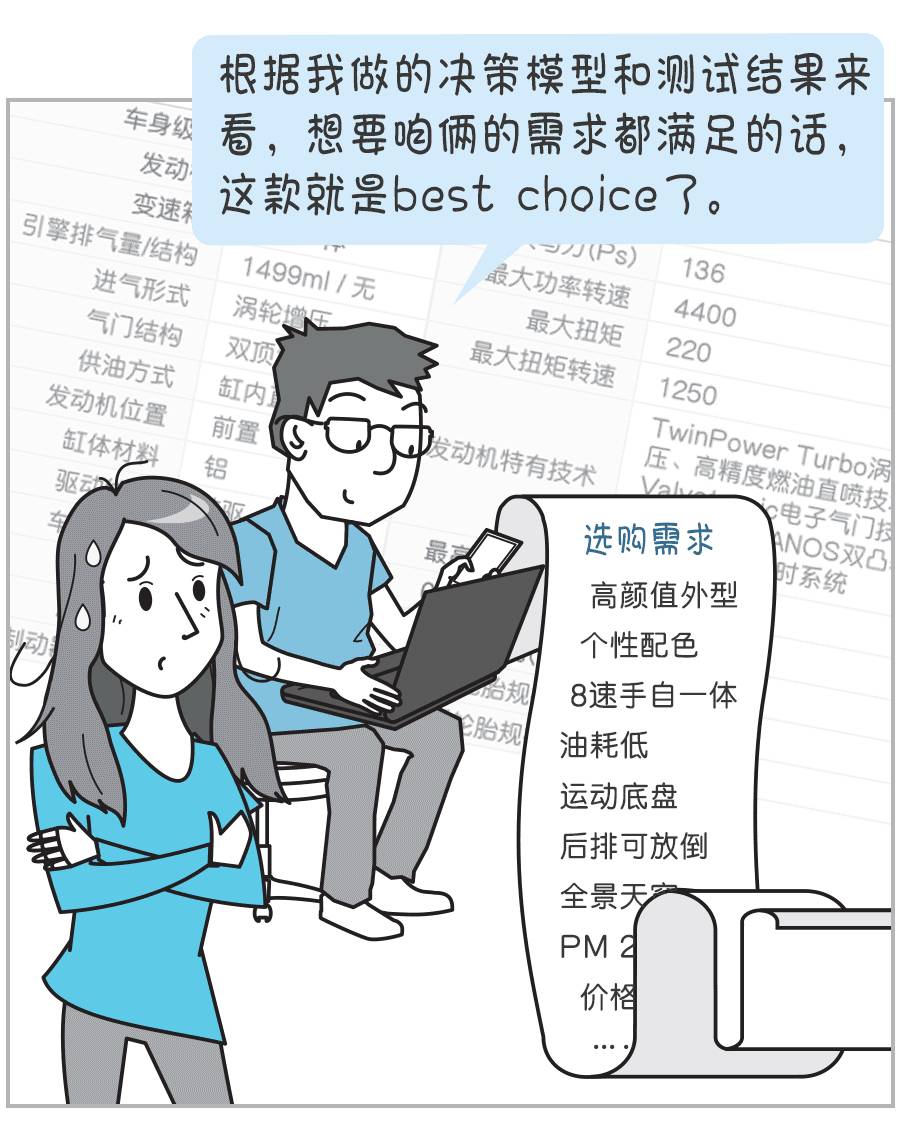 根据我做的决策模型和测试结果来
看，想要咱俩的需求都满足的话，
这款就是best choice了。
车身级
发动
变速箱
引擎排气量/结构
1499ml / 无
进气形式
涡轮增压
气门结构
双顶
供油方式
缸内直
发动机位置
前置
缸体材料
铝
驱动
驱
车
制动
力(Ps)
136
最大功率转速
4400
最大扭矩
220
最大扭矩转速
1250
发动机特有技术
TwinPower Turbo涡
压、高精度燃油直喷技
电子气门技
ANOS双凸
时系统
最高
胎规
轮胎规
选购需求
高颜值外型
个性配色
8速手自一体
油耗低
运动底盘
后排可放倒
全景天窗
PM 2
价格
... .